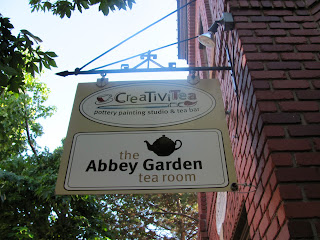 CreaTiviTea
pottery painting studio & tea bar
the
Abbey Garden
tea room